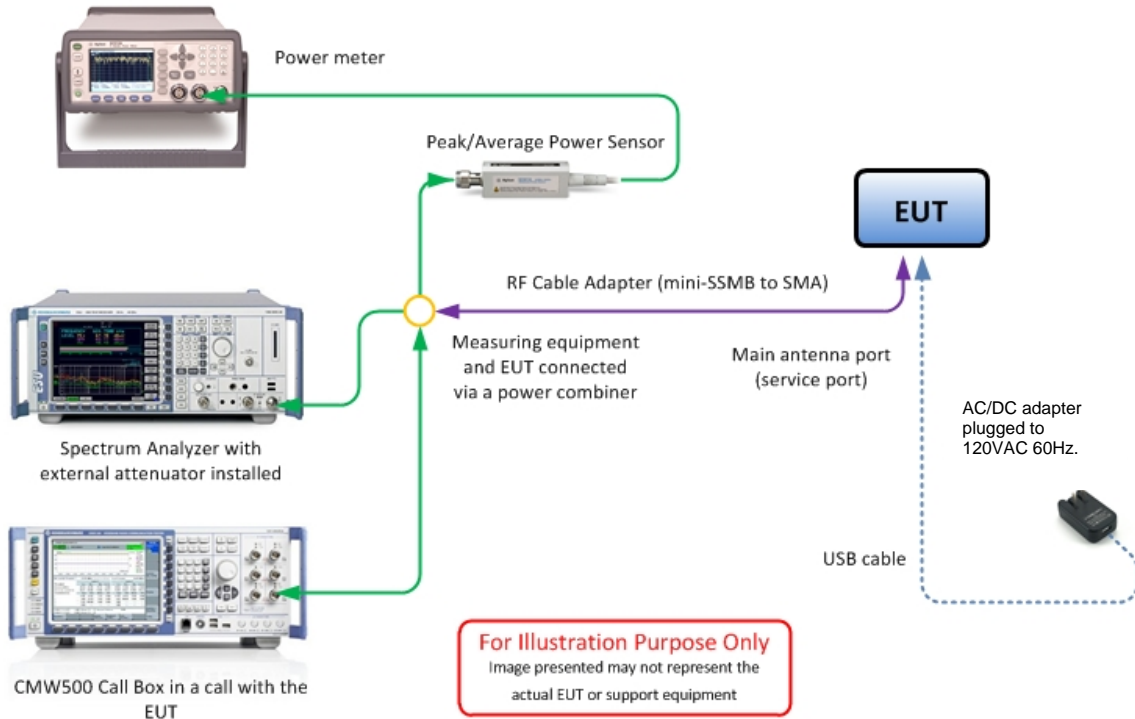 Power meter
Peak/Average Power Sensor
EUT
RF Cable Adapter (mini-SSMB to SMA)
Measuring equipment
and EUT connected
via a power combiner
Main antenna port
(service port)
AC/DC adapter
plugged to
120VAC 60Hz.
Spectrum Analyzer with
external attenuator installed
USB cable
For Illustration Purpose Only
Image presented may not represent the
actual EUT or support equipment
CMW500 Call Box in a call with the
EUT